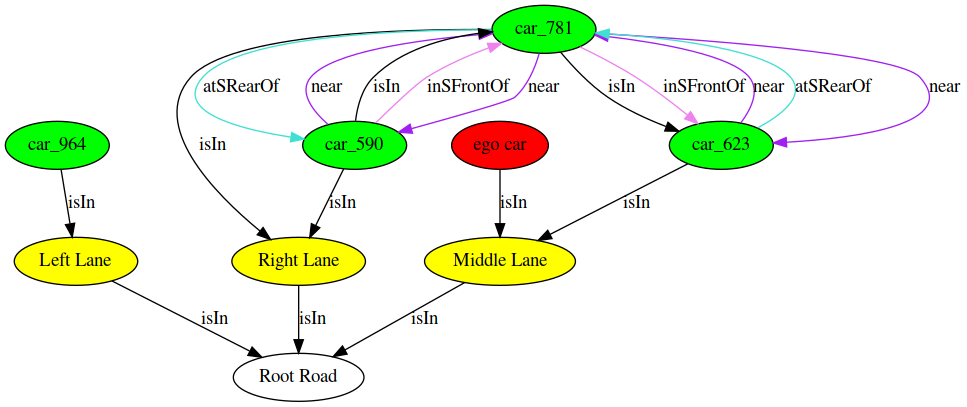 car_781
atSRearOf
near
isIn
inSFrontOf
near
isIn
inSFrontOf
near
atSRearOf
near
car_964
isIn
car_590
ego car
car_623
isIn
isIn
isIn
isIn
Left Lane
Right Lane
Middle Lane
isIn
isIn
isIn
Root Road